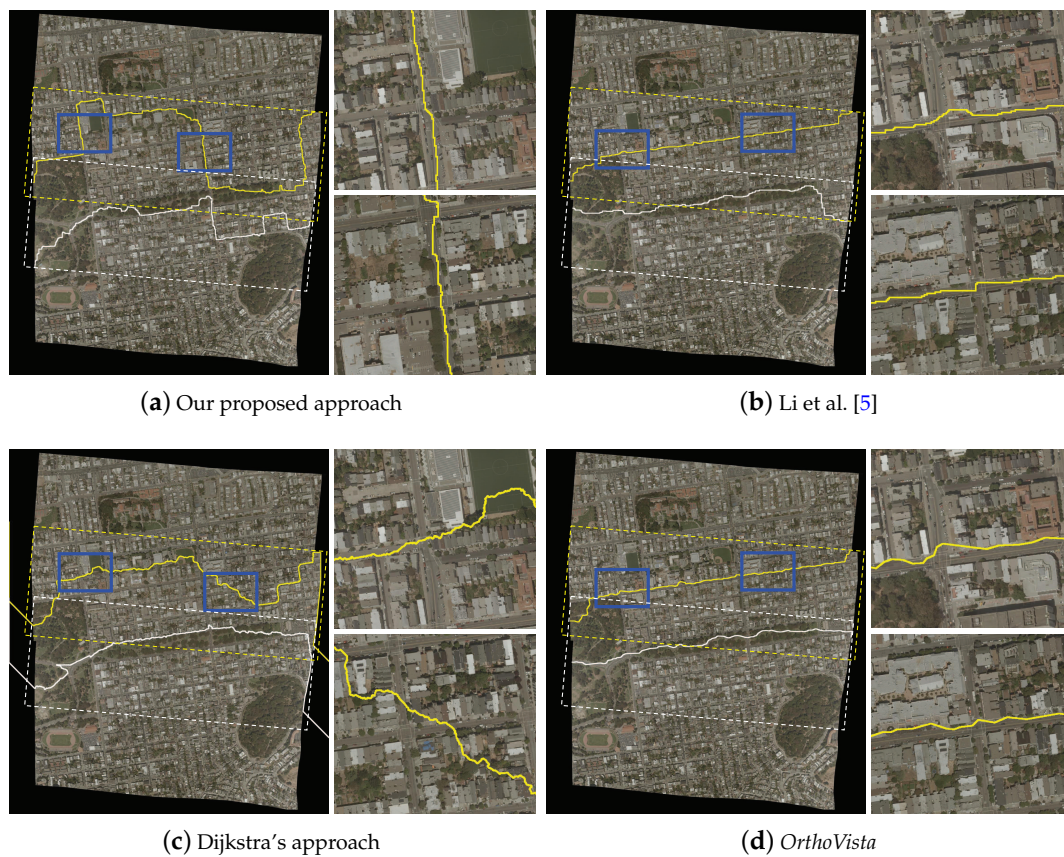 (a) Our proposed approach
(b) Li et al. [5]
(c) Dijkstra’s approach
(d) OrthoVista